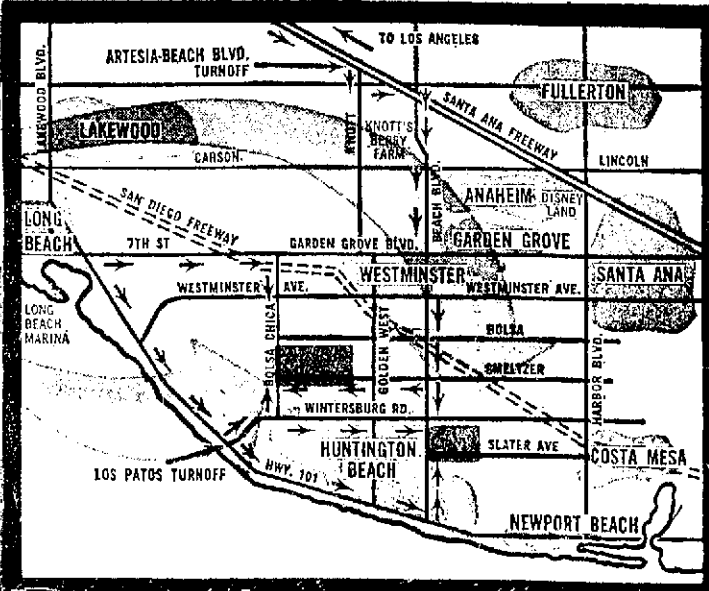 TO LOS ANGELES
ARTESIA-BEACH BLVD.
TURNOFF
LAKEWOOD BLVD.
FULLERTON
SANTA ANA FREEWAY
LAKEWOOD
KNOTT
KNOTT'S
BERRY
FARM
CARSON
LINCOLN
SAN DIEGO FREEWAY
BEACH BLVD.
ANAHEIM
DISNEY
LAND
LONG
BEACH
7TH ST
GARDEN GROVE BLVD.
GARDEN GROVE
WESTMINSTER
SANTA ANA
WESTMINSTER AVE.
WESTMINSTER AVE.
LONG
BEACH
MARINA
BOLSA CHICA
GOLDEN WEST
BOLSA
HARBOR BLVD.
SMELTZER
WINTERSBURG RD.
HUNTINGTON
BEACH
SLATER AVE
COSTA MESA
LOS PATOS TURNOFF
HWY. 101
NEWPORT BEACH